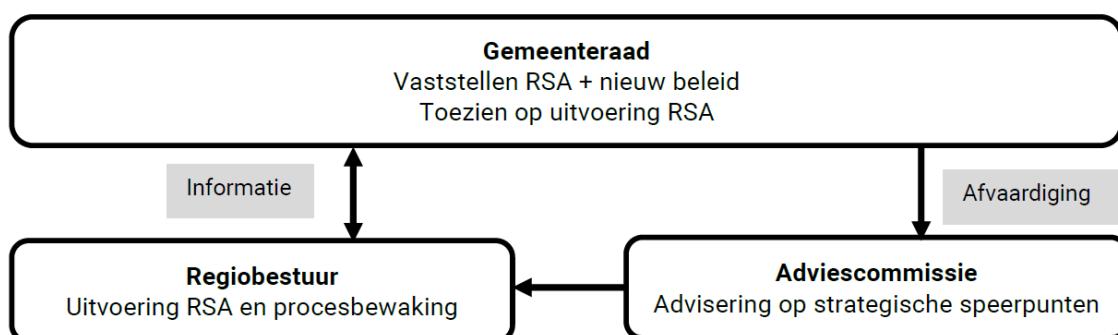 Gemeenteraad
Vaststellen RSA + nieuw beleid
Toezien op uitvoering RSA
Informatie
Afvaardiging
Regiobestuur
Uitvoering RSA en procesbewaking
Adviescommissie
Advisering op strategische speerpunten